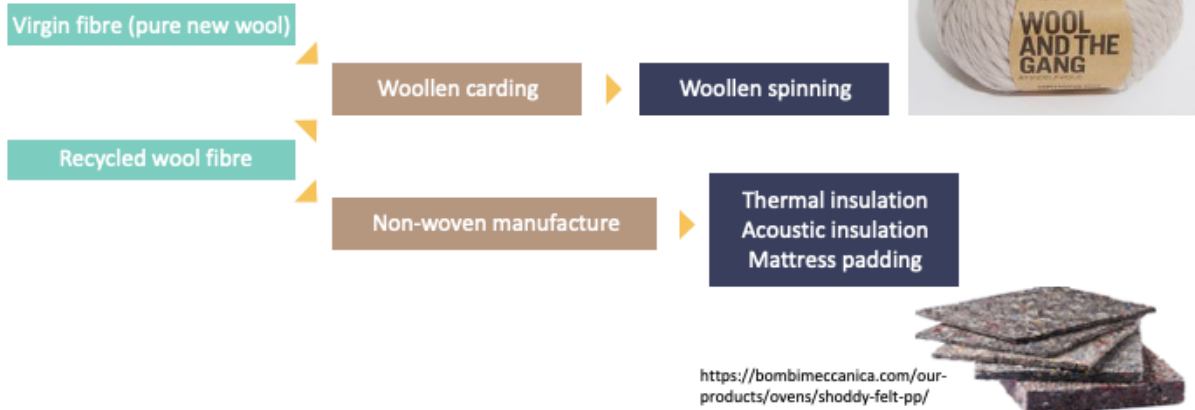 Virgin fibre (pure new wool)
WOOL
AND THE
GANG
Woollen carding
Woollen spinning
Recycled wool fibre
Non-woven manufacture
Thermal insulation
Acoustic insulation
Mattress padding
https://bombimeccanica.com/our-
products/ovens/shoddy-felt-pp/